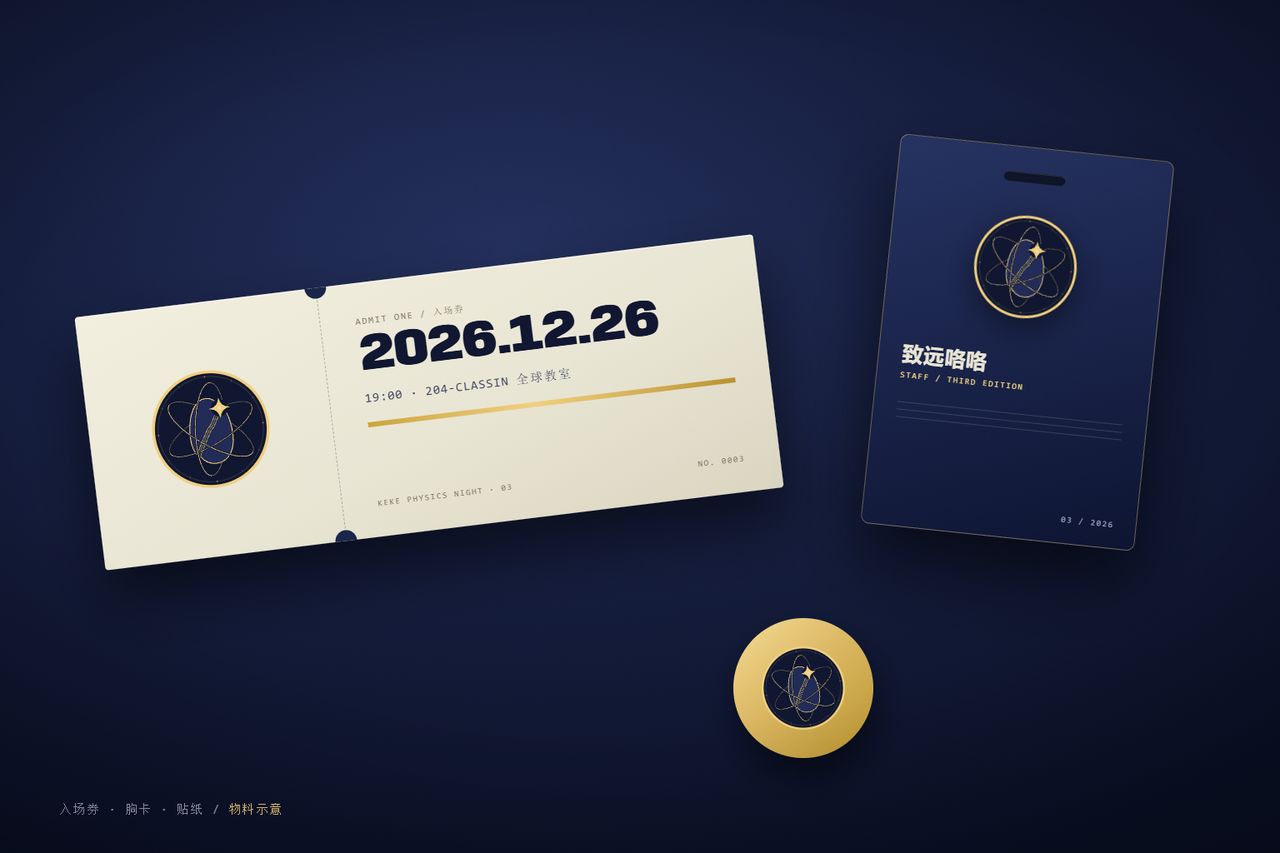 ADMIT ONE / 入场券
2026.12.26
19:00 · 204-CLASSIN 全球教室
NO. 0003
KEKE PHYSICS NIGHT · 03
致远咯咯
STAFF / THIRD EDITION
03 / 2026
入场券 · 胸卡 · 贴纸 / 物料示意